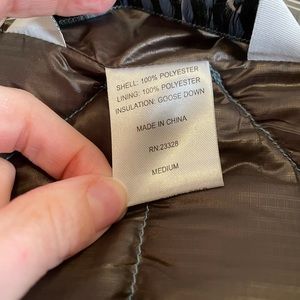 SHELL: 100% POLYESTER
LINING: 100% POLYESTER
INSULATION: GOOSE DOWN
MADE IN CHINA
RN:23328
MEDIUM